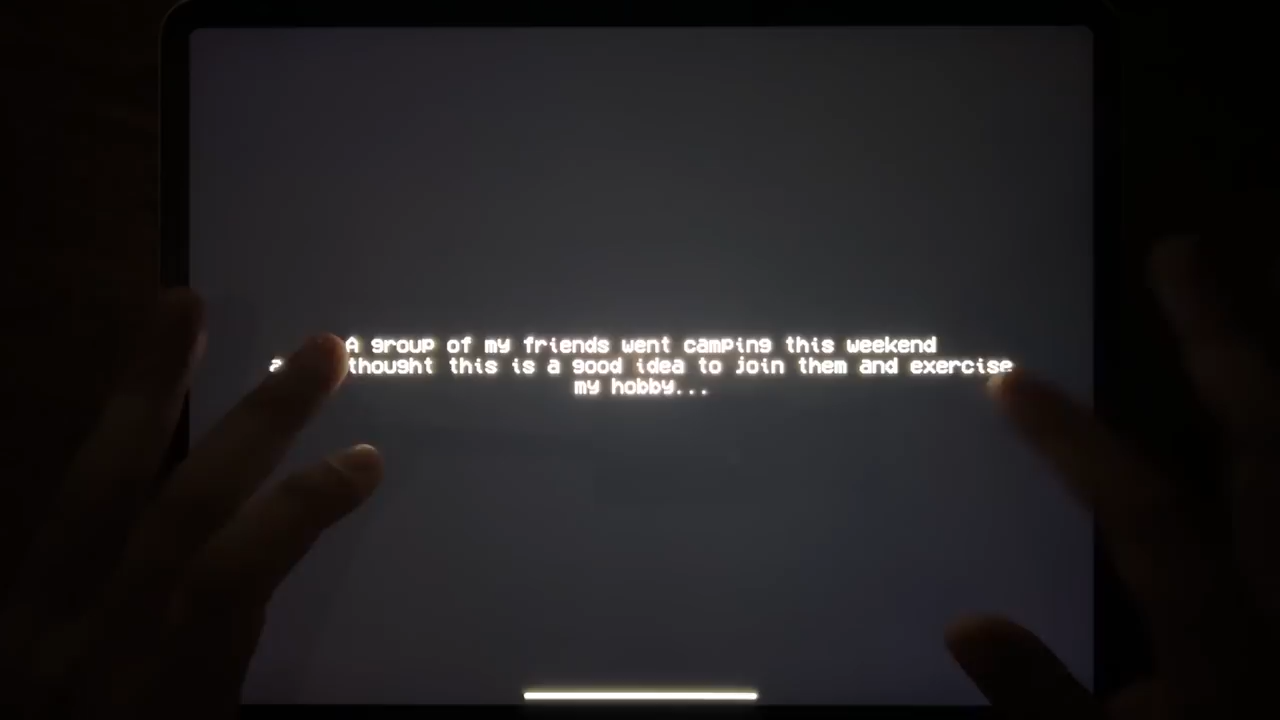 A group of my friends went camping this weekend
thought this is a good idea to join them and exercise
my hobby...